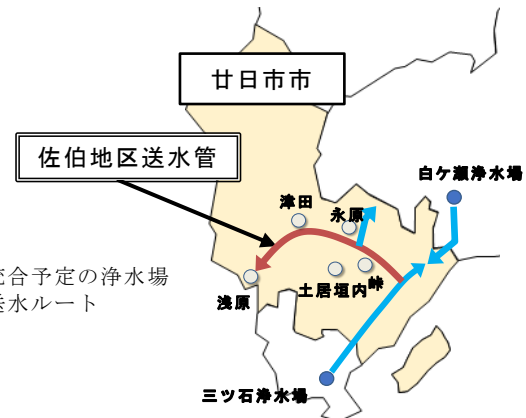 廿日市市
佐伯地区送水管
白ケ瀬浄水場
津田
永原
統合予定の浄水場
峠
土居垣内
浅原
水ルート
三ツ石浄水場